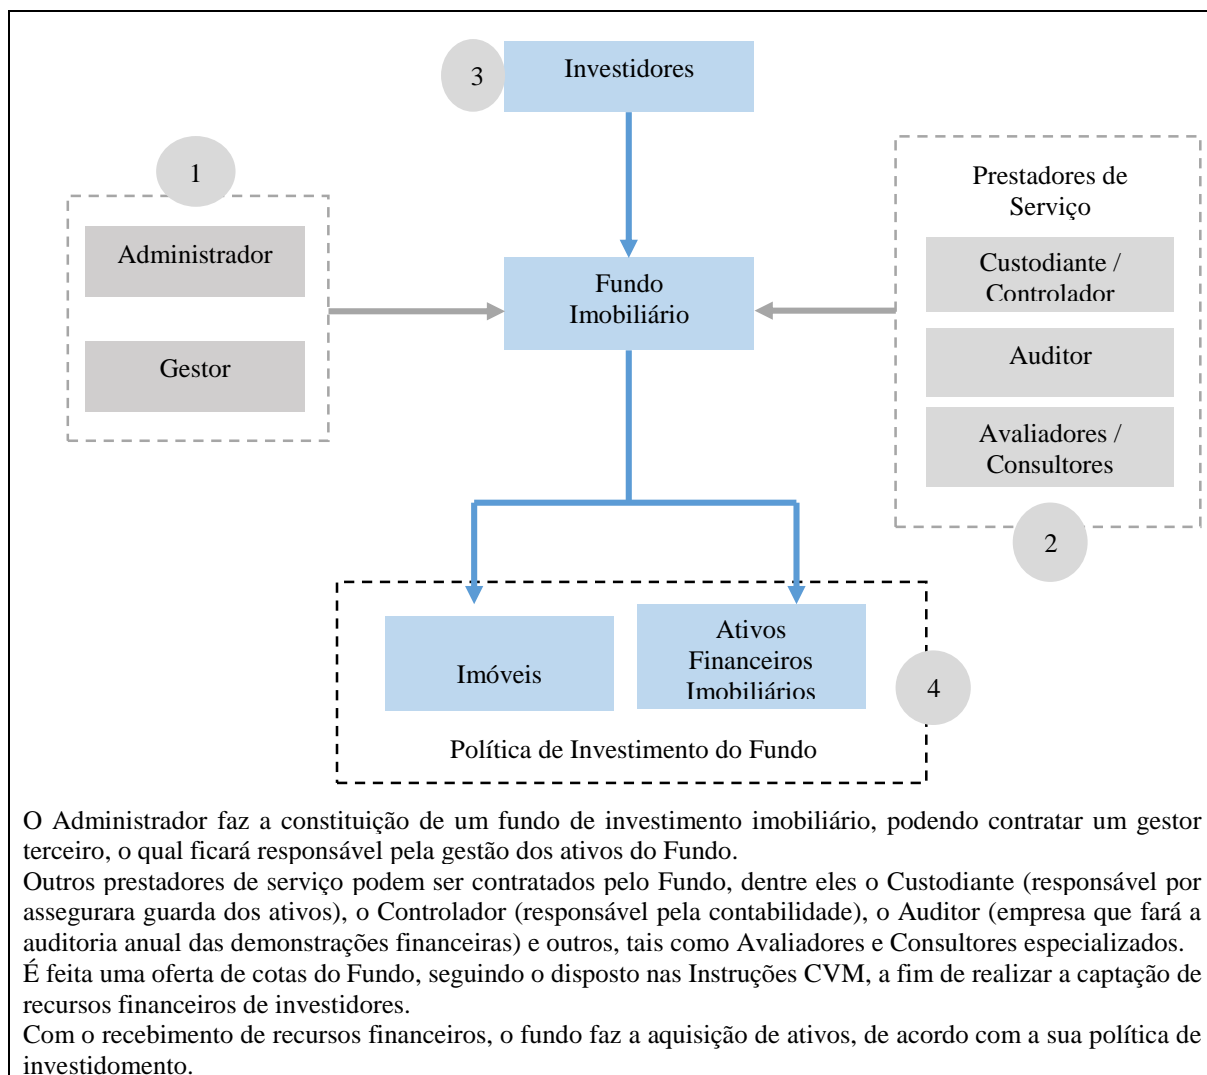 3
Investidores
1
Administrador
Gestor
Fundo
Imobiliário
Prestadores de
Serviço
Custodiante /
Controlador
Auditor
Avaliadores /
Consultores
2
Imóveis
Ativos
Financeiros
Imobiliários
4
Política de Investimento do Fundo
O Administrador faz a constituição de um fundo de investimento imobiliário, podendo contratar um gestor
terceiro, o qual ficará responsável pela gestão dos ativos do Fundo.
Outros prestadores de serviço podem ser contratados pelo Fundo, dentre eles o Custodiante (responsável por
assegurara guarda dos ativos), o Controlador (responsável pela contabilidade), o Auditor (empresa que fará a
auditoria anual das demonstrações financeiras) e outros, tais como Avaliadores e Consultores especializados.
É feita uma oferta de cotas do Fundo, seguindo o disposto nas Instruções CVM, a fim de realizar a captação de
recursos financeiros de investidores.
Com o recebimento de recursos financeiros, o fundo faz a aquisição de ativos, de acordo com a sua política de
investidomento.